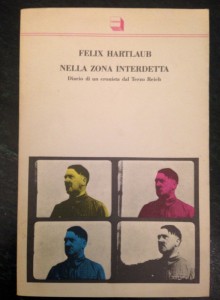 FELIX HARTLAUB
NELLA ZONA INTERDETTA
Diario di un cronista dal Terzo Reich